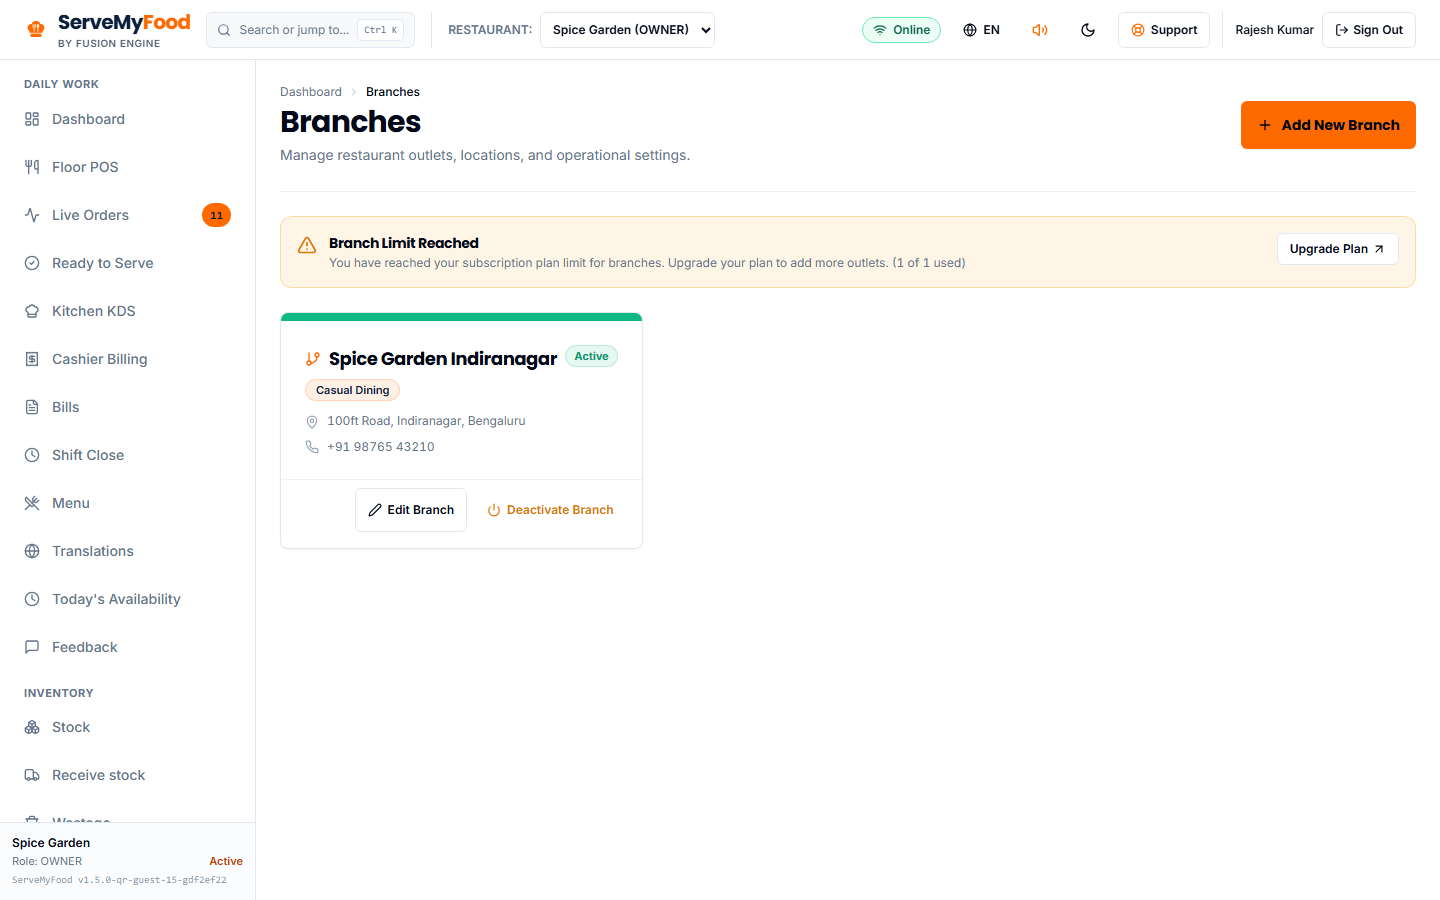 ServeMyFood
BY FUSION ENGINE
Search or jump to...
Ctrl K
RESTAURANT:
Spice Garden (OWNER)
Online
EN
Support
Rajesh Kumar
Sign Out
DAILY WORK
Dashboard
Floor POS
Live Orders
11
Ready to Serve
Kitchen KDS
Cashier Billing
Bills
Shift Close
Menu
Translations
Today's Availability
Feedback
INVENTORY
Stock
Receive stock
Wastage
Spice Garden
Role: OWNER
Active
ServeMyFood v1.5.0-qr-guest-15-gdf2ef22
Dashboard
Branches
Branches
Manage restaurant outlets, locations, and operational settings.
Add New Branch
Branch Limit Reached
You have reached your subscription plan limit for branches. Upgrade your plan to add more outlets. (1 of 1 used)
Upgrade Plan
Spice Garden Indiranagar
Active
Casual Dining
100ft Road, Indiranagar, Bengaluru
+91 98765 43210
Edit Branch
Deactivate Branch